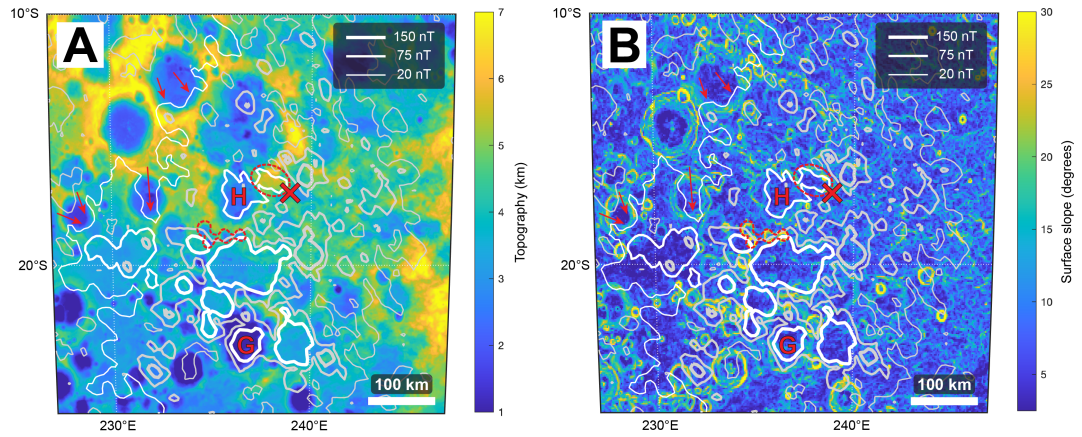 10°S
A
150 nT
75 nT
20 nT
H
X
20°S
G
100 km
230°E
240°E
7
6
5
4
3
2
1
Topography (km)
10°S
B
150 nT
75 nT
20 nT
H
X
20°S
G
100 km
230°E
240°E
30
25
20
15
10
5
Surface slope (degrees)